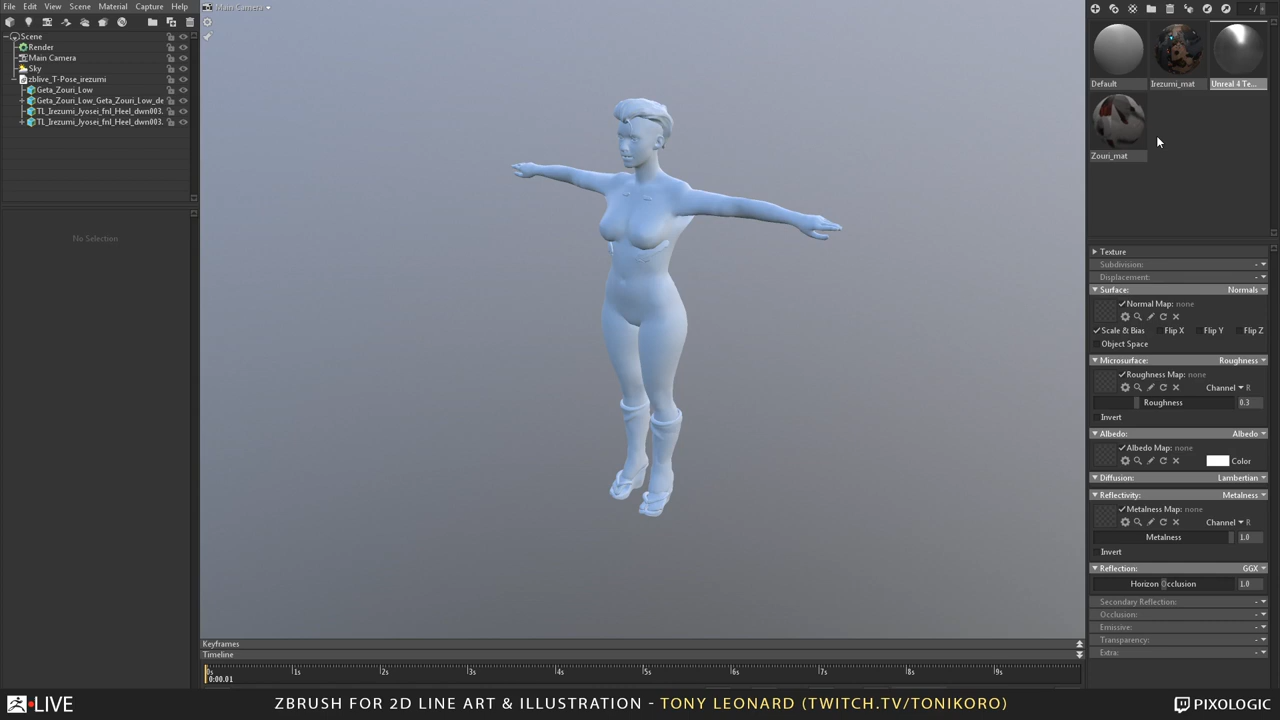 File Edit View Scene Material Capture Help
Main Camera
Scene
Render
Main Camera
Sky
zblive_T-Pose_irezumi
Geta_Zouri_Low
Geta_Zouri_Low_Geta_Zouri_Low_de
TL_Irezumi_Jyosei_fnl_Heel_dwn003.
TL_Irezumi_Jyosei_fnl_Heel_dwn003.
No Selection
Default Irezumi_mat Unreal 4 Te...
Zouri_mat
Texture
Subdivision: -
Displacement: -
Surface: Normals
Normal Map: none
Scale & Bias Flip X Flip Y Flip Z
Object Space
Microsurface: Roughness
Roughness Map: none
Channel R
Roughness 0.3
Invert
Albedo: Albedo
Albedo Map: none
Color
Diffusion: Lambertian
Reflectivity: Metalness
Metalness Map: none
Channel R
Metalness 1.0
Invert
Reflection: GGX
Horizon Occlusion 1.0
Secondary Reflection: -
Occlusion: -
Emissive: -
Transparency: -
Extra: -
Keyframes
Timeline
1s 2s 3s 4s 5s 6s 7s 8s 9s
0:00.01
LIVE ZBRUSH FOR 2D LINE ART & ILLUSTRATION - TONY LEONARD (TWITCH.TV/TONIKORO) PIXOLOGIC